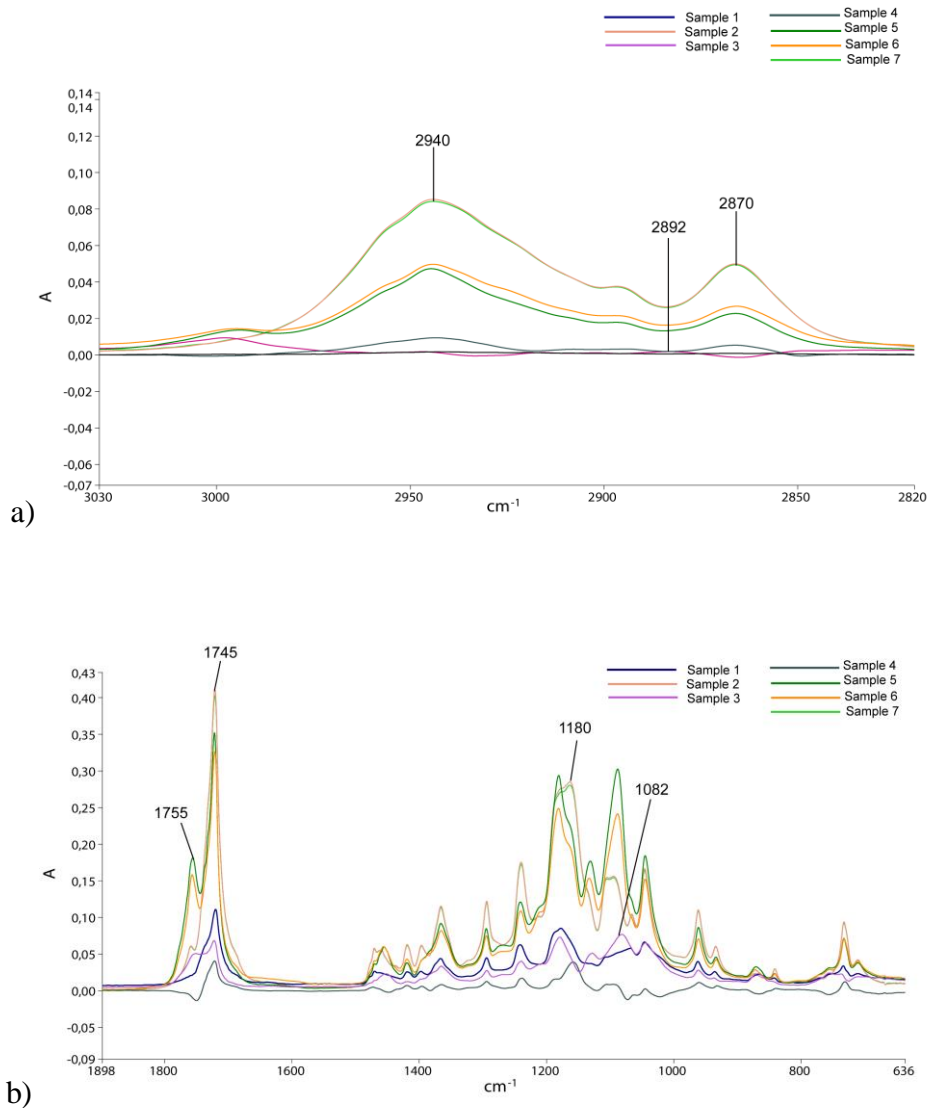 Sample 1 Sample 4
Sample 2 Sample 5
Sample 3 Sample 6
Sample 7
0,14
0,14
0,12
0,10
0,08
0,06
0,04
0,02
0,00
-0,02
-0,04
-0,06
-0,07
A
2940
2892
2870
3030 3000 2950 2900 2850 2820
cm-1
a)
Sample 1 Sample 4
Sample 2 Sample 5
Sample 3 Sample 6
Sample 7
0,43
0,40
0,35
0,30
0,25
0,20
0,15
0,10
0,05
0,00
-0,05
-0,09
A
1745
1755
1180
1082
1898 1800 1600 1400 1200 1000 800 636
cm-1
b)